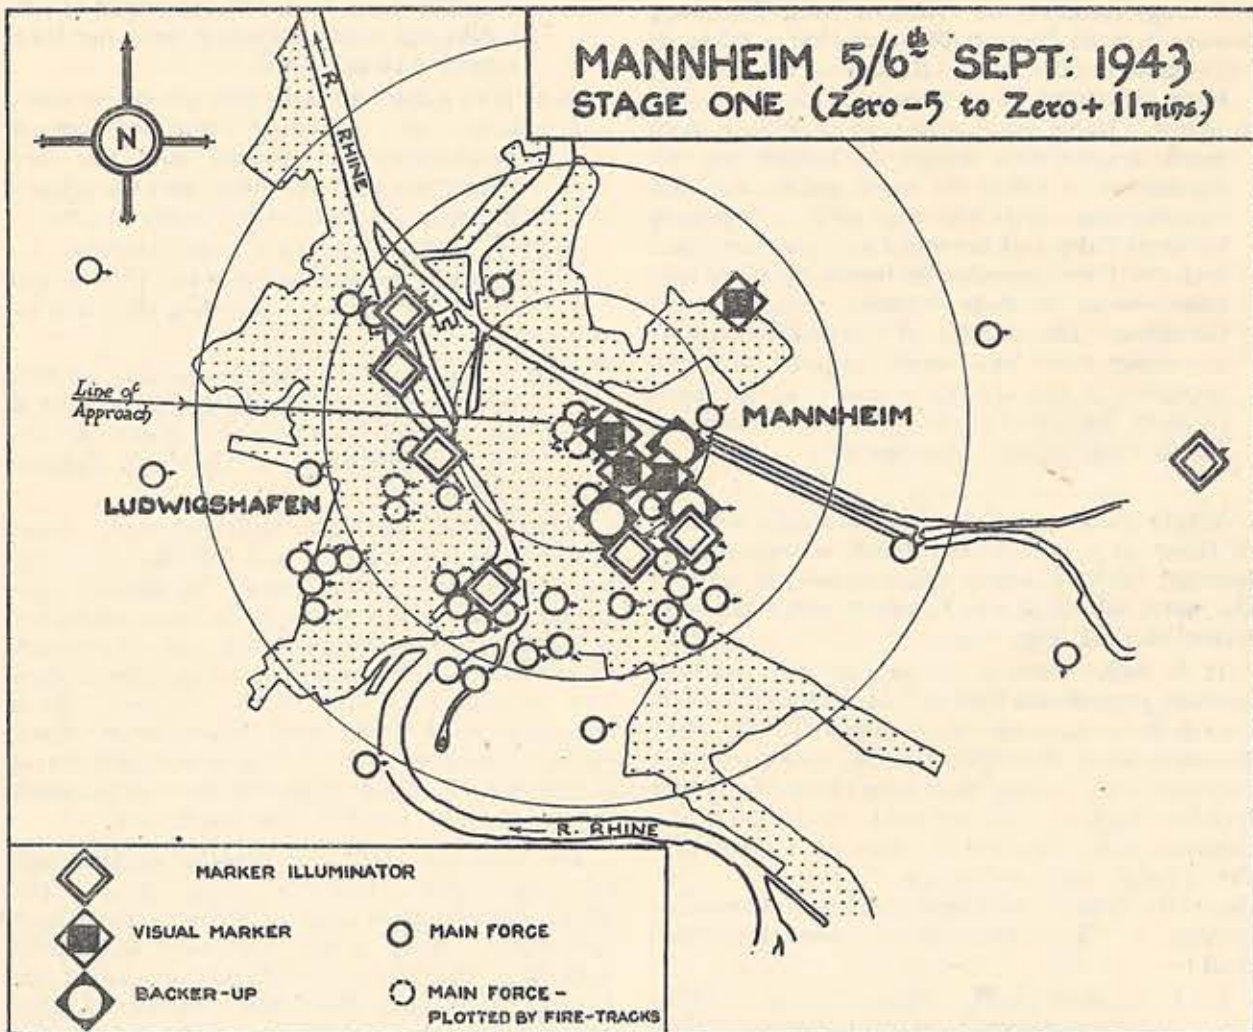 MANNHEIM 5/6th SEPT: 1943
STAGE ONE (Zero-5 to Zero+11mins.)
N
R
RHINE
Line of
Approach
MANNHEIM
LUDWIGSHAFEN
R. RHINE
MARKER ILLUMINATOR
VISUAL MARKER
MAIN FORCE
BACKER-UP
MAIN FORCE-
PLOTTED BY FIRE-TRACKS